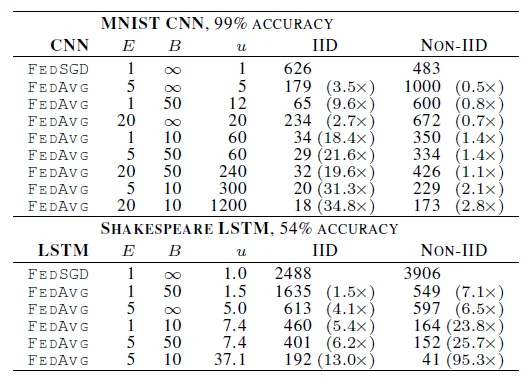 MNIST CNN, 99% ACCURACY
CNN E B u IID NON-IID
FEDSGD 1 ∞ 1 626 483
FEDAVG 5 ∞ 5 179 (3.5×) 1000 (0.5×)
FEDAVG 1 50 12 65 (9.6×) 600 (0.8×)
FEDAVG 20 ∞ 20 234 (2.7×) 672 (0.7×)
FEDAVG 1 10 60 34 (18.4×) 350 (1.4×)
FEDAVG 5 50 60 29 (21.6×) 334 (1.4×)
FEDAVG 20 50 240 32 (19.6×) 426 (1.1×)
FEDAVG 5 10 300 20 (31.3×) 229 (2.1×)
FEDAVG 20 10 1200 18 (34.8×) 173 (2.8×)
SHAKESPEARE LSTM, 54% ACCURACY
LSTM E B u IID NON-IID
FEDSGD 1 ∞ 1.0 2488 3906
FEDAVG 1 50 1.5 1635 (1.5×) 549 (7.1×)
FEDAVG 5 ∞ 5.0 613 (4.1×) 597 (6.5×)
FEDAVG 1 10 7.4 460 (5.4×) 164 (23.8×)
FEDAVG 5 50 7.4 401 (6.2×) 152 (25.7×)
FEDAVG 5 10 37.1 192 (13.0×) 41 (95.3×)